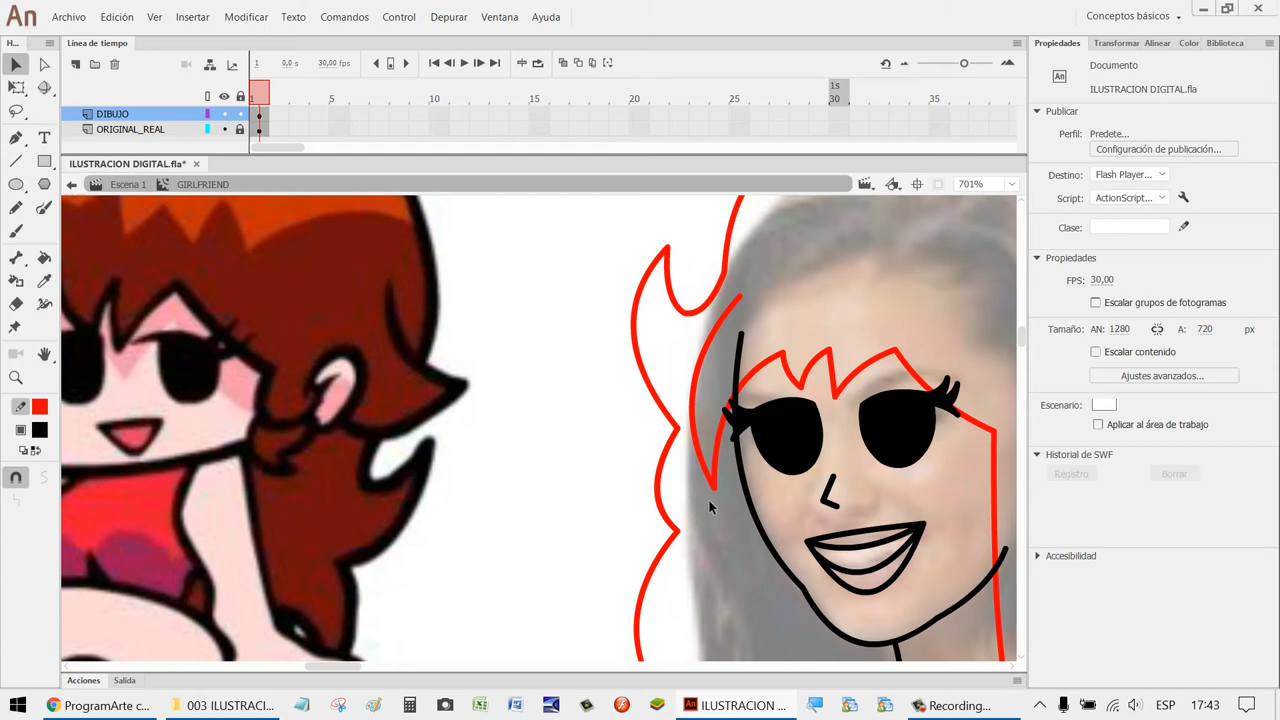 An Archivo Edición Ver Insertar Modificar Texto Comandos Control Depurar Ventana Ayuda Conceptos básicos
H... Línea de tiempo Propiedades Transformar Alinear Color Biblioteca
1 0,0 s 30,00 fps
Documento
An ILUSTRACION DIGITAL.fla
1s
1 5 10 15 20 25 30 35
DIBUJO
ORIGINAL_REAL
Publicar
Perfil: Predete...
Configuración de publicación...
ILUSTRACION DIGITAL.fla*
Destino: Flash Player...
Escena 1 GIRLFRIEND 701%
Script: ActionScript...
Clase:
Propiedades
FPS: 30,00
Escalar grupos de fotogramas
Tamaño: AN: 1280 A: 720 px
Escalar contenido
Ajustes avanzados...
Escenario:
Aplicar al área de trabajo
Historial de SWF
Registro Borrar
Accesibilidad
Acciones Salida
ProgramArte c... 003 ILUSTRACI... An ILUSTRACION ... Recording... ESP 17:43